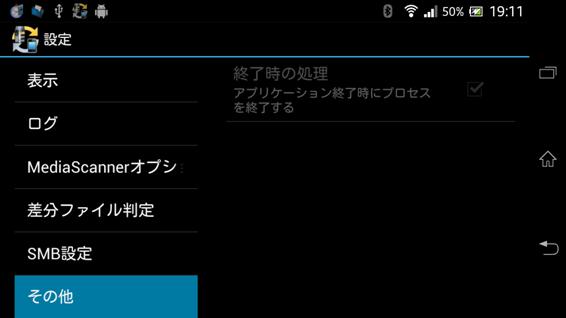 50% 19:11
設定
表示
ログ
MediaScannerオプシ
差分ファイル判定
SMB設定
その他
終了時の処理
アプリケーション終了時にプロセス
を終了する